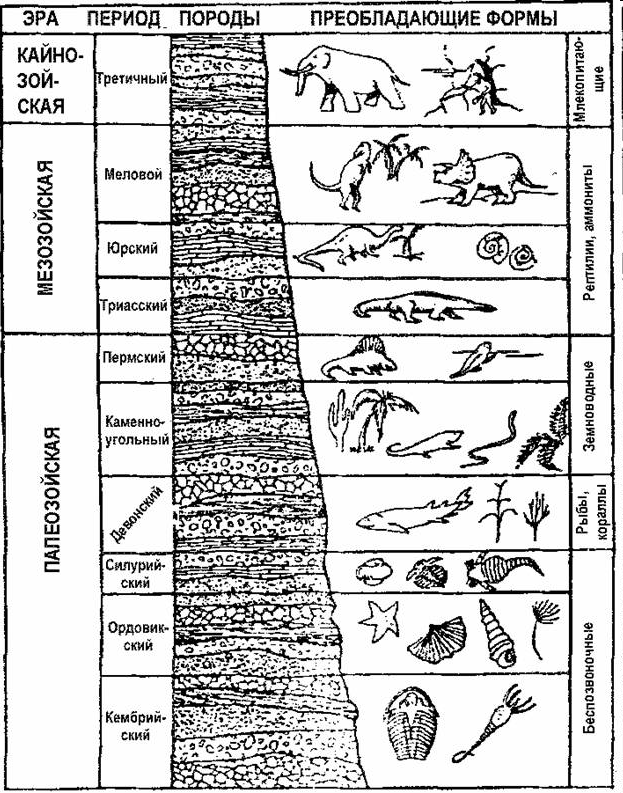 ЭРА ПЕРИОД ПОРОДЫ ПРЕОБЛАДАЮЩИЕ ФОРМЫ
КАЙНО-
ЗОЙ-
СКАЯ
Третичный
Млекопитаю-
щие
МЕЗОЗОЙСКАЯ
Меловой
Юрский
Триасский
Рептилии, аммониты
ПАПЕОЗОЙСКАЯ
Пермский
Каменно-
угольный
Земноводные
Девонский
Рыбы,
кораллы
Силурий-
ский
Ордовик-
ский
Кембрий-
ский
Беспозвоночные